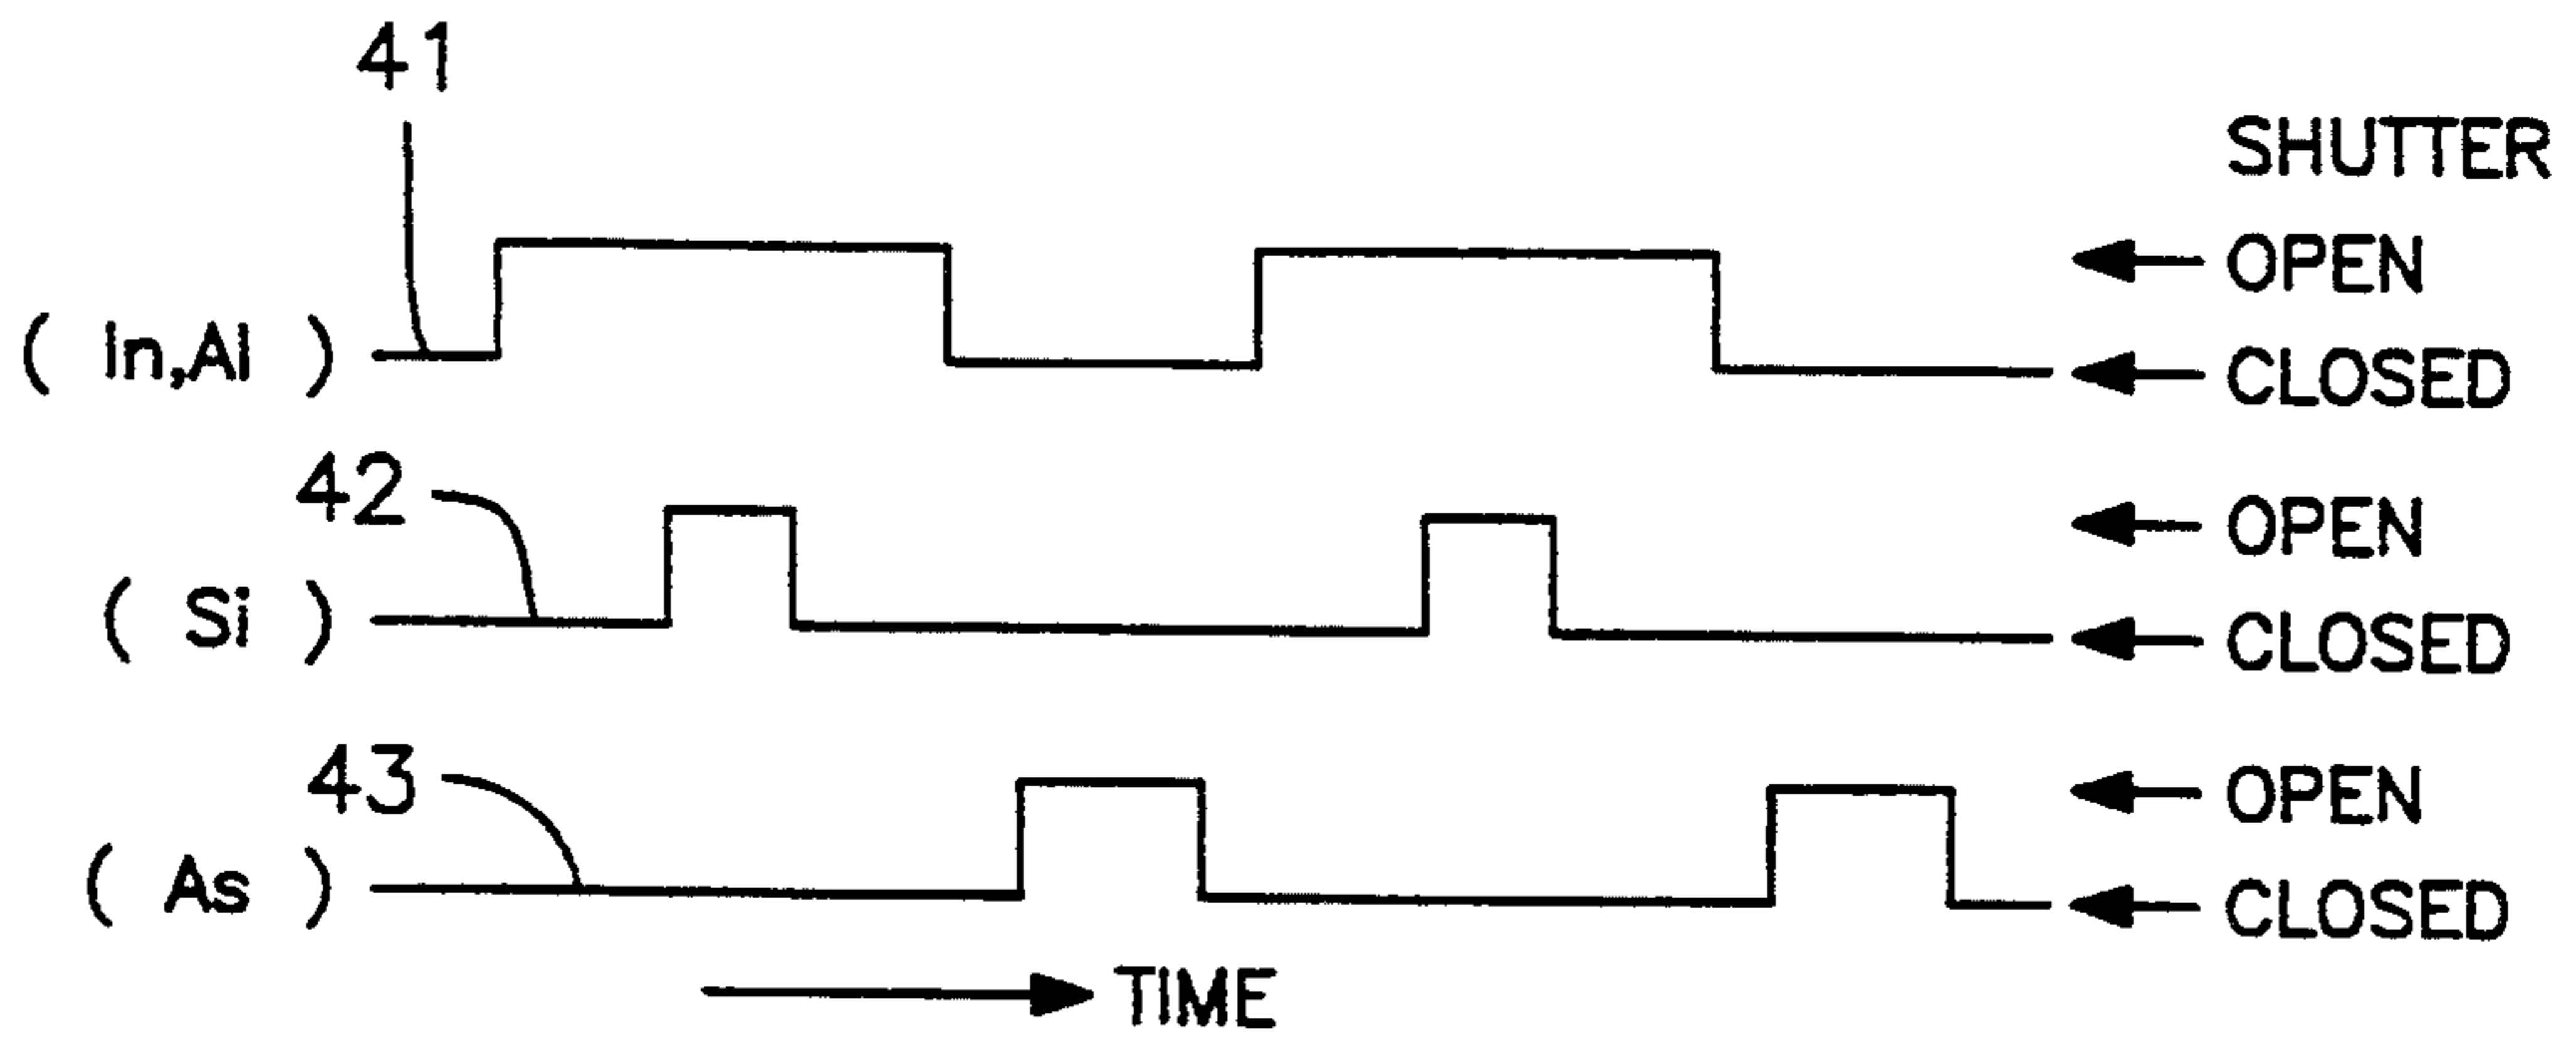 41
SHUTTER
OPEN
( In,Al ) CLOSED
42
OPEN
( Si ) CLOSED
43
OPEN
( As ) CLOSED
TIME